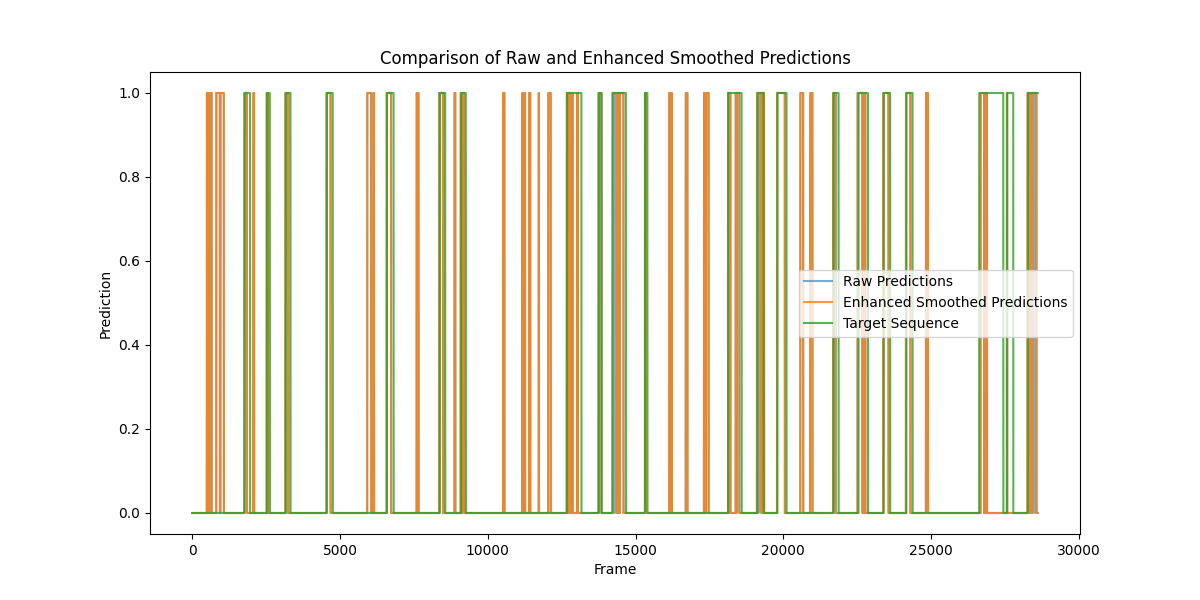 Comparison of Raw and Enhanced Smoothed Predictions
1.0
0.8
0.6
0.4
0.2
0.0
Prediction
Raw Predictions
Enhanced Smoothed Predictions
Target Sequence
0 5000 10000 15000 20000 25000 30000
Frame